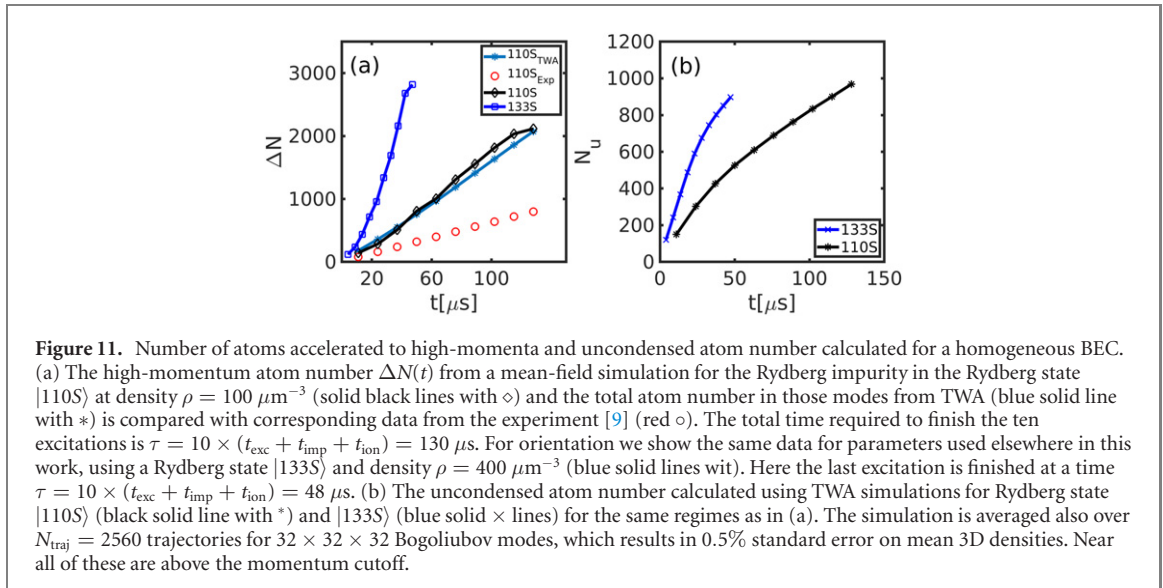 (a)
110S_TWA
110S_Exp
110S
133S
3000
2000
1000
0
ΔN
20
60
100
t[μs]
(b)
1200
1000
800
600
400
200
0
N_u
133S
110S
0
50
100
150
t[μs]
Figure 11. Number of atoms accelerated to high-momenta and uncondensed atom number calculated for a homogeneous BEC.
(a) The high-momentum atom number ΔN(t) from a mean-field simulation for the Rydberg impurity in the Rydberg state
|110S⟩ at density ρ = 100 μm⁻³ (solid black lines with ⋄) and the total atom number in those modes from TWA (blue solid line
with ∗) is compared with corresponding data from the experiment [9] (red ○). The total time required to finish the ten
excitations is τ = 10 × (t_exc + t_imp + t_ion) = 130 μs. For orientation we show the same data for parameters used elsewhere in this
work, using a Rydberg state |133S⟩ and density ρ = 400 μm⁻³ (blue solid lines wit). Here the last excitation is finished at a time
τ = 10 × (t_exc + t_imp + t_ion) = 48 μs. (b) The uncondensed atom number calculated using TWA simulations for Rydberg state
|110S⟩ (black solid line with *) and |133S⟩ (blue solid × lines) for the same regimes as in (a). The simulation is averaged also over
N_traj = 2560 trajectories for 32 × 32 × 32 Bogoliubov modes, which results in 0.5% standard error on mean 3D densities. Near
all of these are above the momentum cutoff.